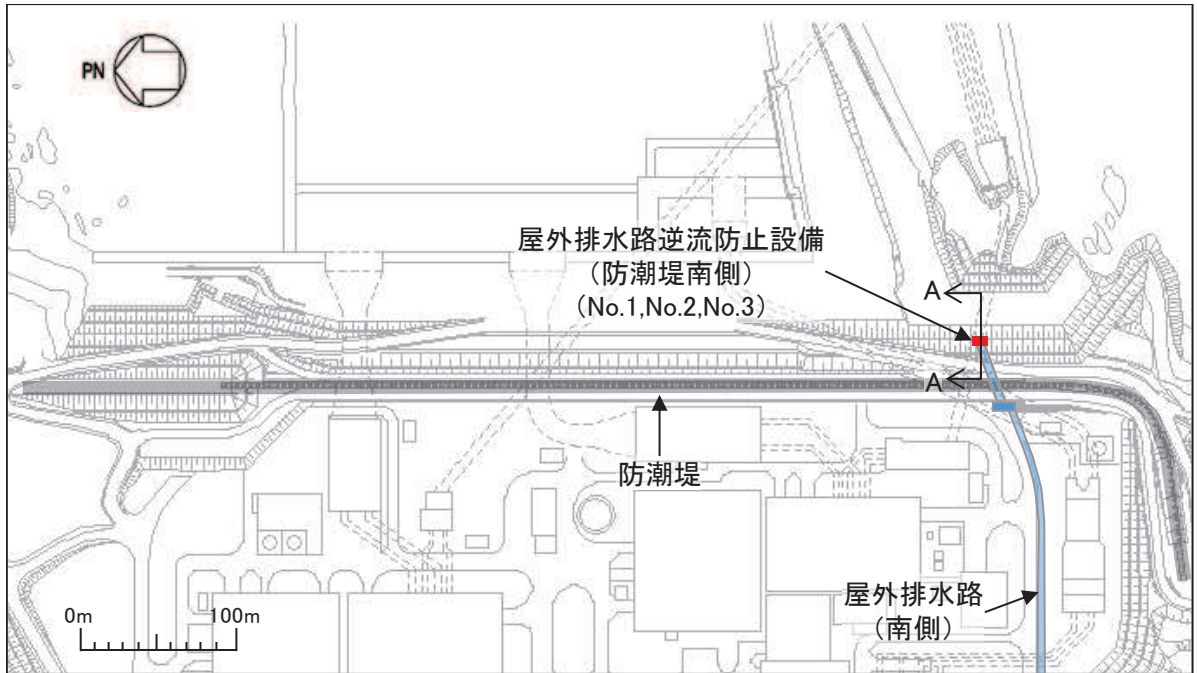 PN
屋外排水路逆流防止設備
（防潮堤南側）
（No.1,No.2,No.3）
A
A
防潮堤
屋外排水路
（南側）
0m 100m